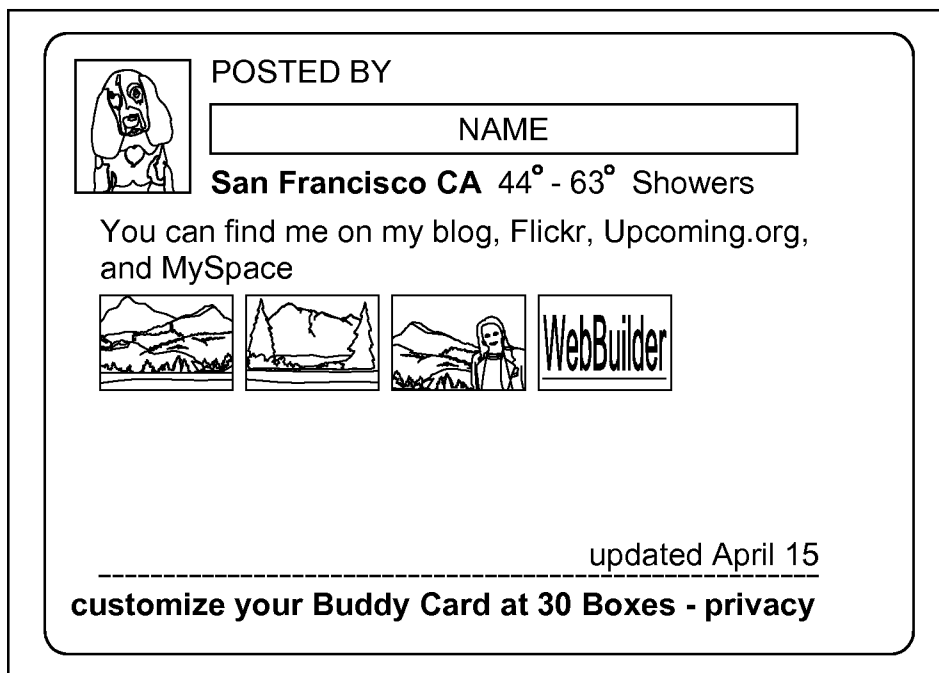 POSTED BY
NAME
San Francisco CA 44° - 63° Showers
You can find me on my blog, Flickr, Upcoming.org,
and MySpace
WebBuilder
updated April 15
customize your Buddy Card at 30 Boxes - privacy